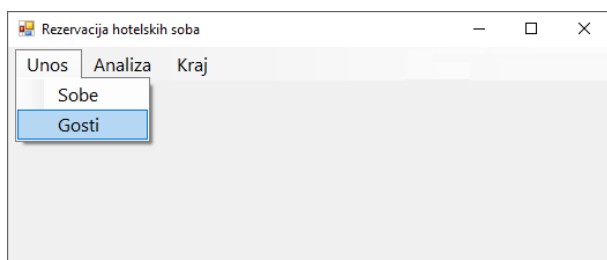 Rezervacija hotelskih soba
Unos Analiza Kraj
Sobe
Gosti